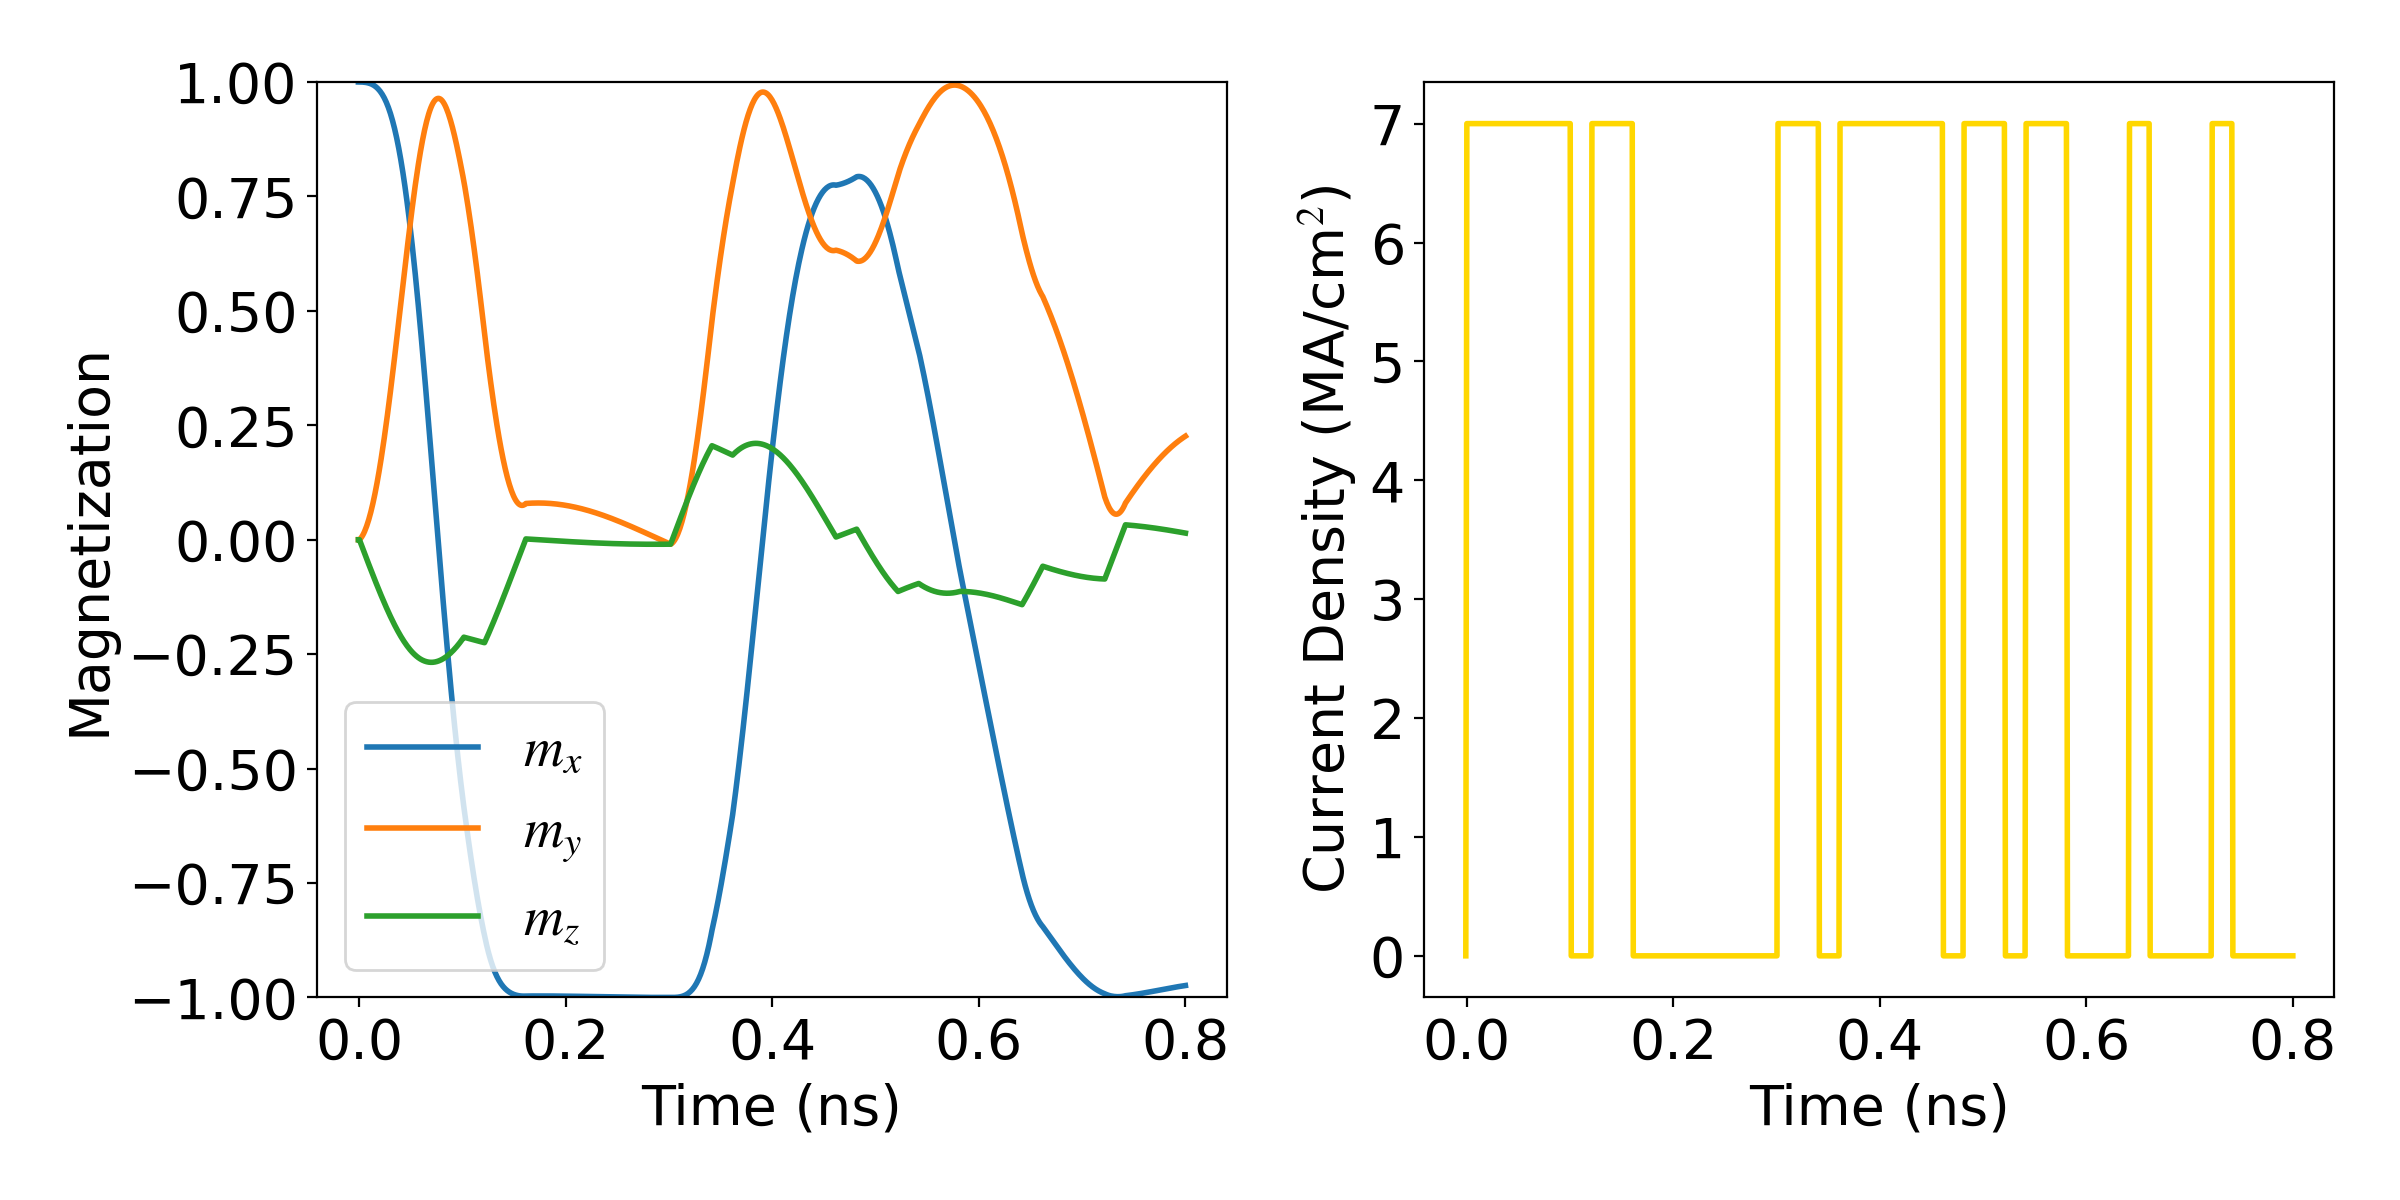 Magnetization
1.00
0.75
0.50
0.25
0.00
−0.25
−0.50
−0.75
−1.00
m_x
m_y
m_z
0.0 0.2 0.4 0.6 0.8
Time (ns)
Current Density (MA/cm²)
7
6
5
4
3
2
1
0
0.0 0.2 0.4 0.6 0.8
Time (ns)